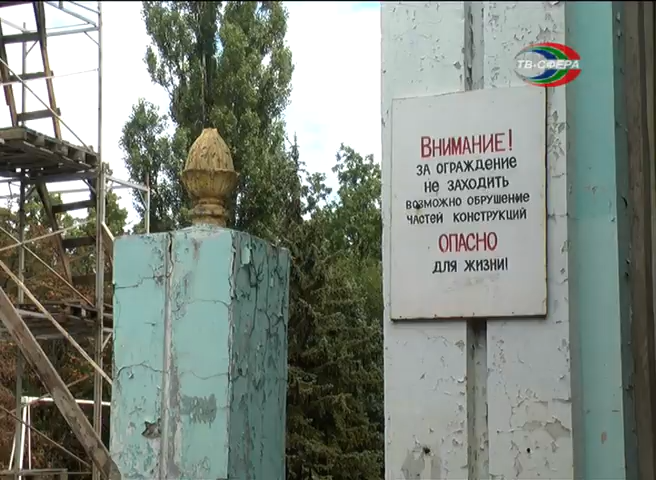 ТВ-СФЕРА
ВНИМАНИЕ!
ЗА ОГРАЖДЕНИЕ
НЕ ЗАХОДИТЬ
ВОЗМОЖНО ОБРУШЕНИЕ
ЧАСТЕЙ КОНСТРУКЦИЙ
ОПАСНО
ДЛЯ ЖИЗНИ!